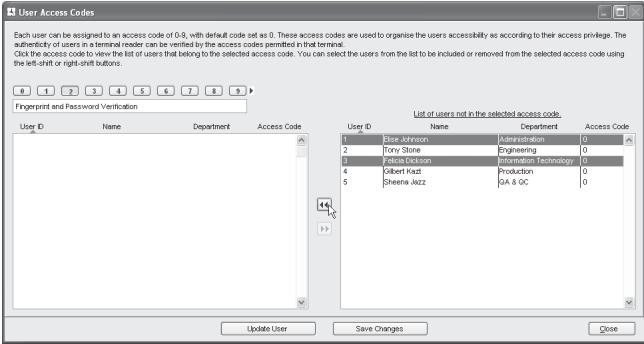 User Access Codes
Each user can be assigned to an access code of 0-9, with default code set as 0. These access codes are used to organise the users accessibility as according to their access privilege. The
authenticity of users in a terminal reader can be verified by the access codes permitted in that terminal.
Click the access code to view the list of users that belong to the selected access code. You can select the users from the list to be included or removed from the selected access code using
the left-shift or right-shift buttons.
0 1 2 3 4 5 6 7 8 9
Fingerprint and Password Verification
List of users not in the selected access code.
User ID Name Department Access Code User ID Name Department Access Code
1 Elise Johnson Administration 0
2 Tony Stone Engineering 0
3 Felicia Dickson Information Technology 0
4 Gilbert Kazt Production 0
5 Sheena Jazz QA & QC 0
Update User Save Changes Close